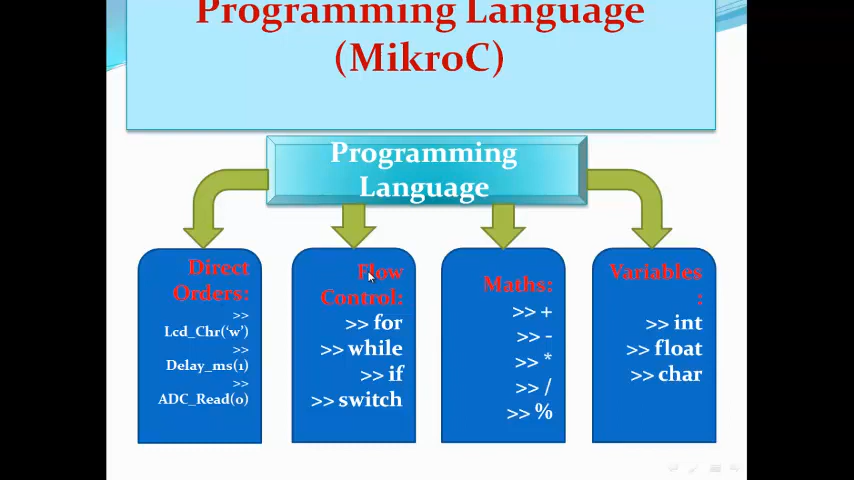 Programming Language
(MikroC)
Programming
Language
Direct
Orders:
>>
Lcd_Chr(‘w’)
>>
Delay_ms(1)
>>
ADC_Read(0)
Flow
Control:
>> for
>> while
>> if
>> switch
Maths:
>> +
>> -
>> *
>> /
>> %
Variables
:
>> int
>> float
>> char